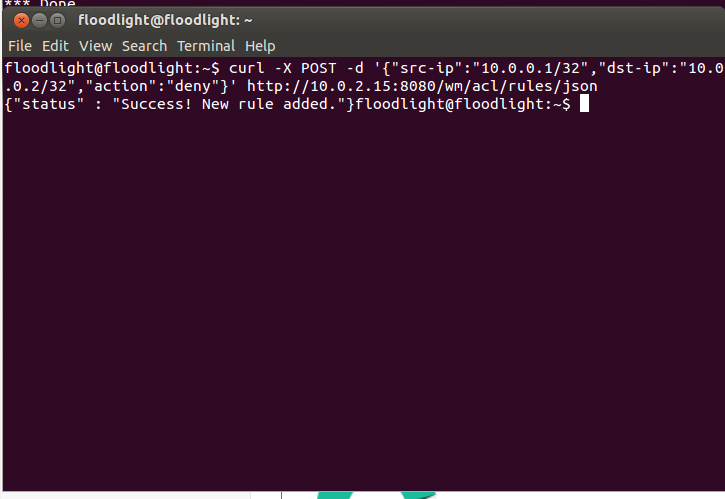 *** Done
floodlight@floodlight: ~
File Edit View Search Terminal Help
floodlight@floodlight:~$ curl -X POST -d '{"src-ip":"10.0.0.1/32","dst-ip":"10.0
.0.2/32","action":"deny"}' http://10.0.2.15:8080/wm/acl/rules/json
{"status" : "Success! New rule added."}floodlight@floodlight:~$